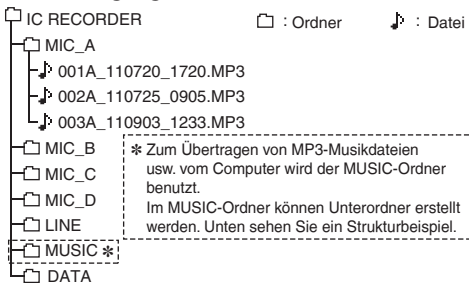 IC RECORDER
: Ordner
: Datei
MIC_A
001A_110720_1720.MP3
002A_110725_0905.MP3
003A_110903_1233.MP3
MIC_B
MIC_C
MIC_D
LINE
MUSIC ✻
DATA
✻ Zum Übertragen von MP3-Musikdateien
usw. vom Computer wird der MUSIC-Ordner
benutzt.
Im MUSIC-Ordner können Unterordner erstellt
werden. Unten sehen Sie ein Strukturbeispiel.